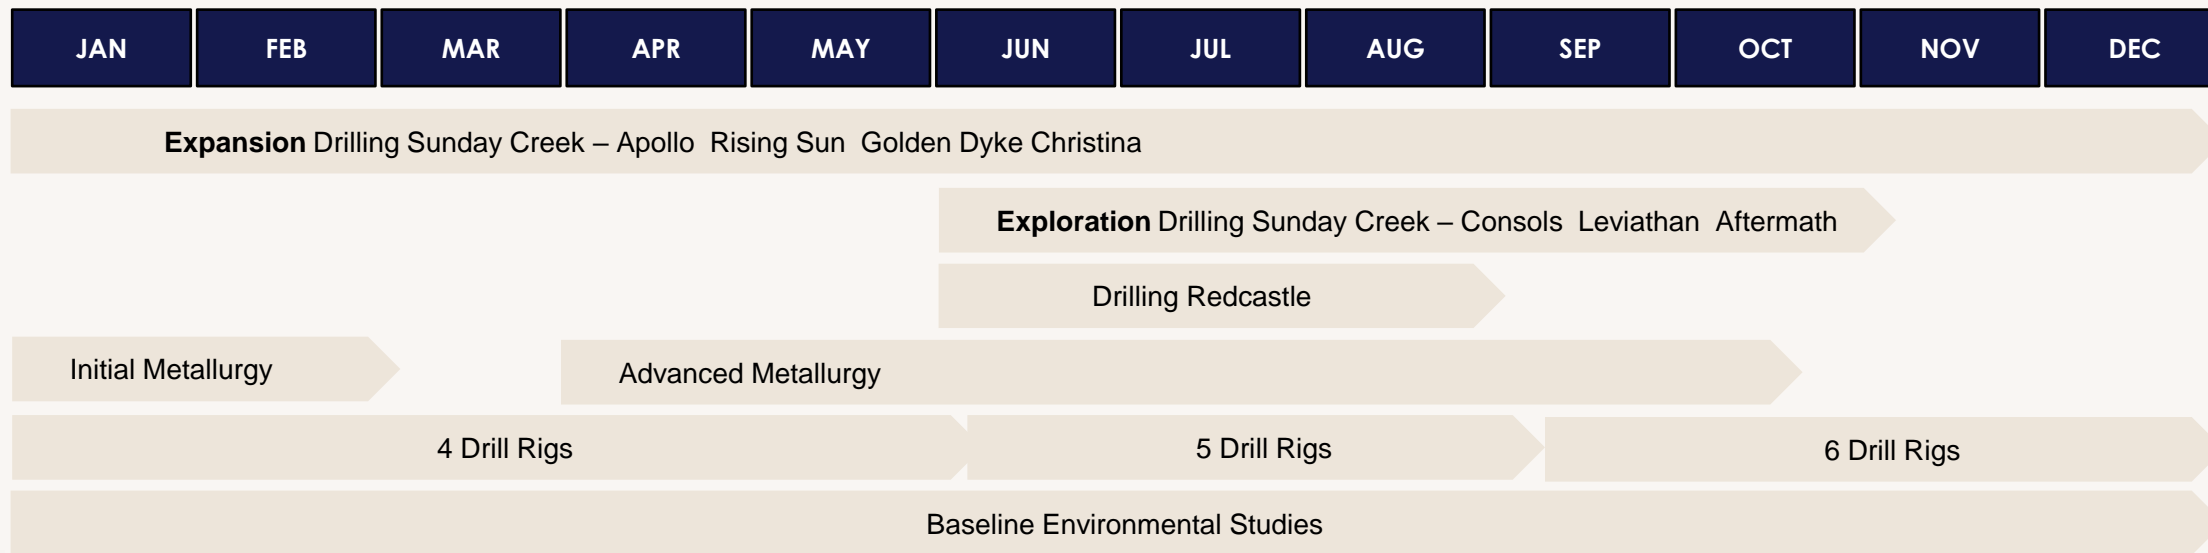 JAN FEB MAR APR MAY JUN JUL AUG SEP OCT NOV DEC
Expansion Drilling Sunday Creek – Apollo Rising Sun Golden Dyke Christina
Exploration Drilling Sunday Creek – Consols Leviathan Aftermath
Drilling Redcastle
Initial Metallurgy Advanced Metallurgy
4 Drill Rigs 5 Drill Rigs 6 Drill Rigs
Baseline Environmental Studies